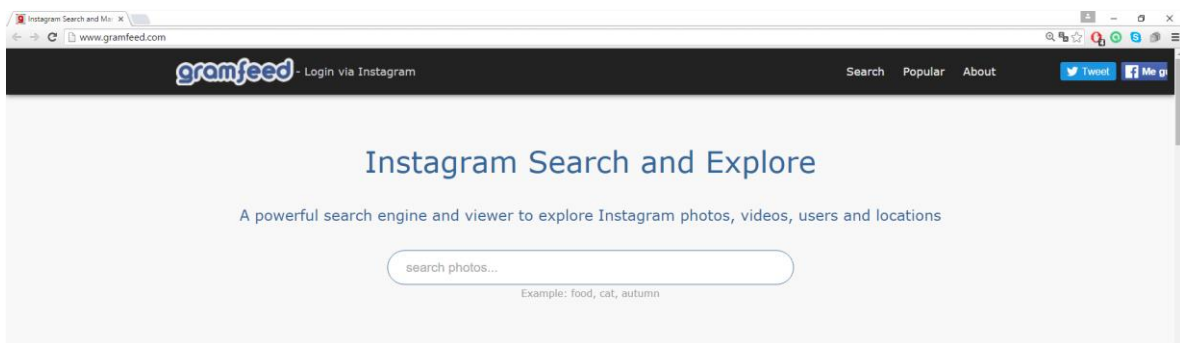 Instagram Search and Ma
www.gramfeed.com
gramfeed - Login via Instagram
Search Popular About
Tweet
Me g
Instagram Search and Explore
A powerful search engine and viewer to explore Instagram photos, videos, users and locations
search photos...
Example: food, cat, autumn